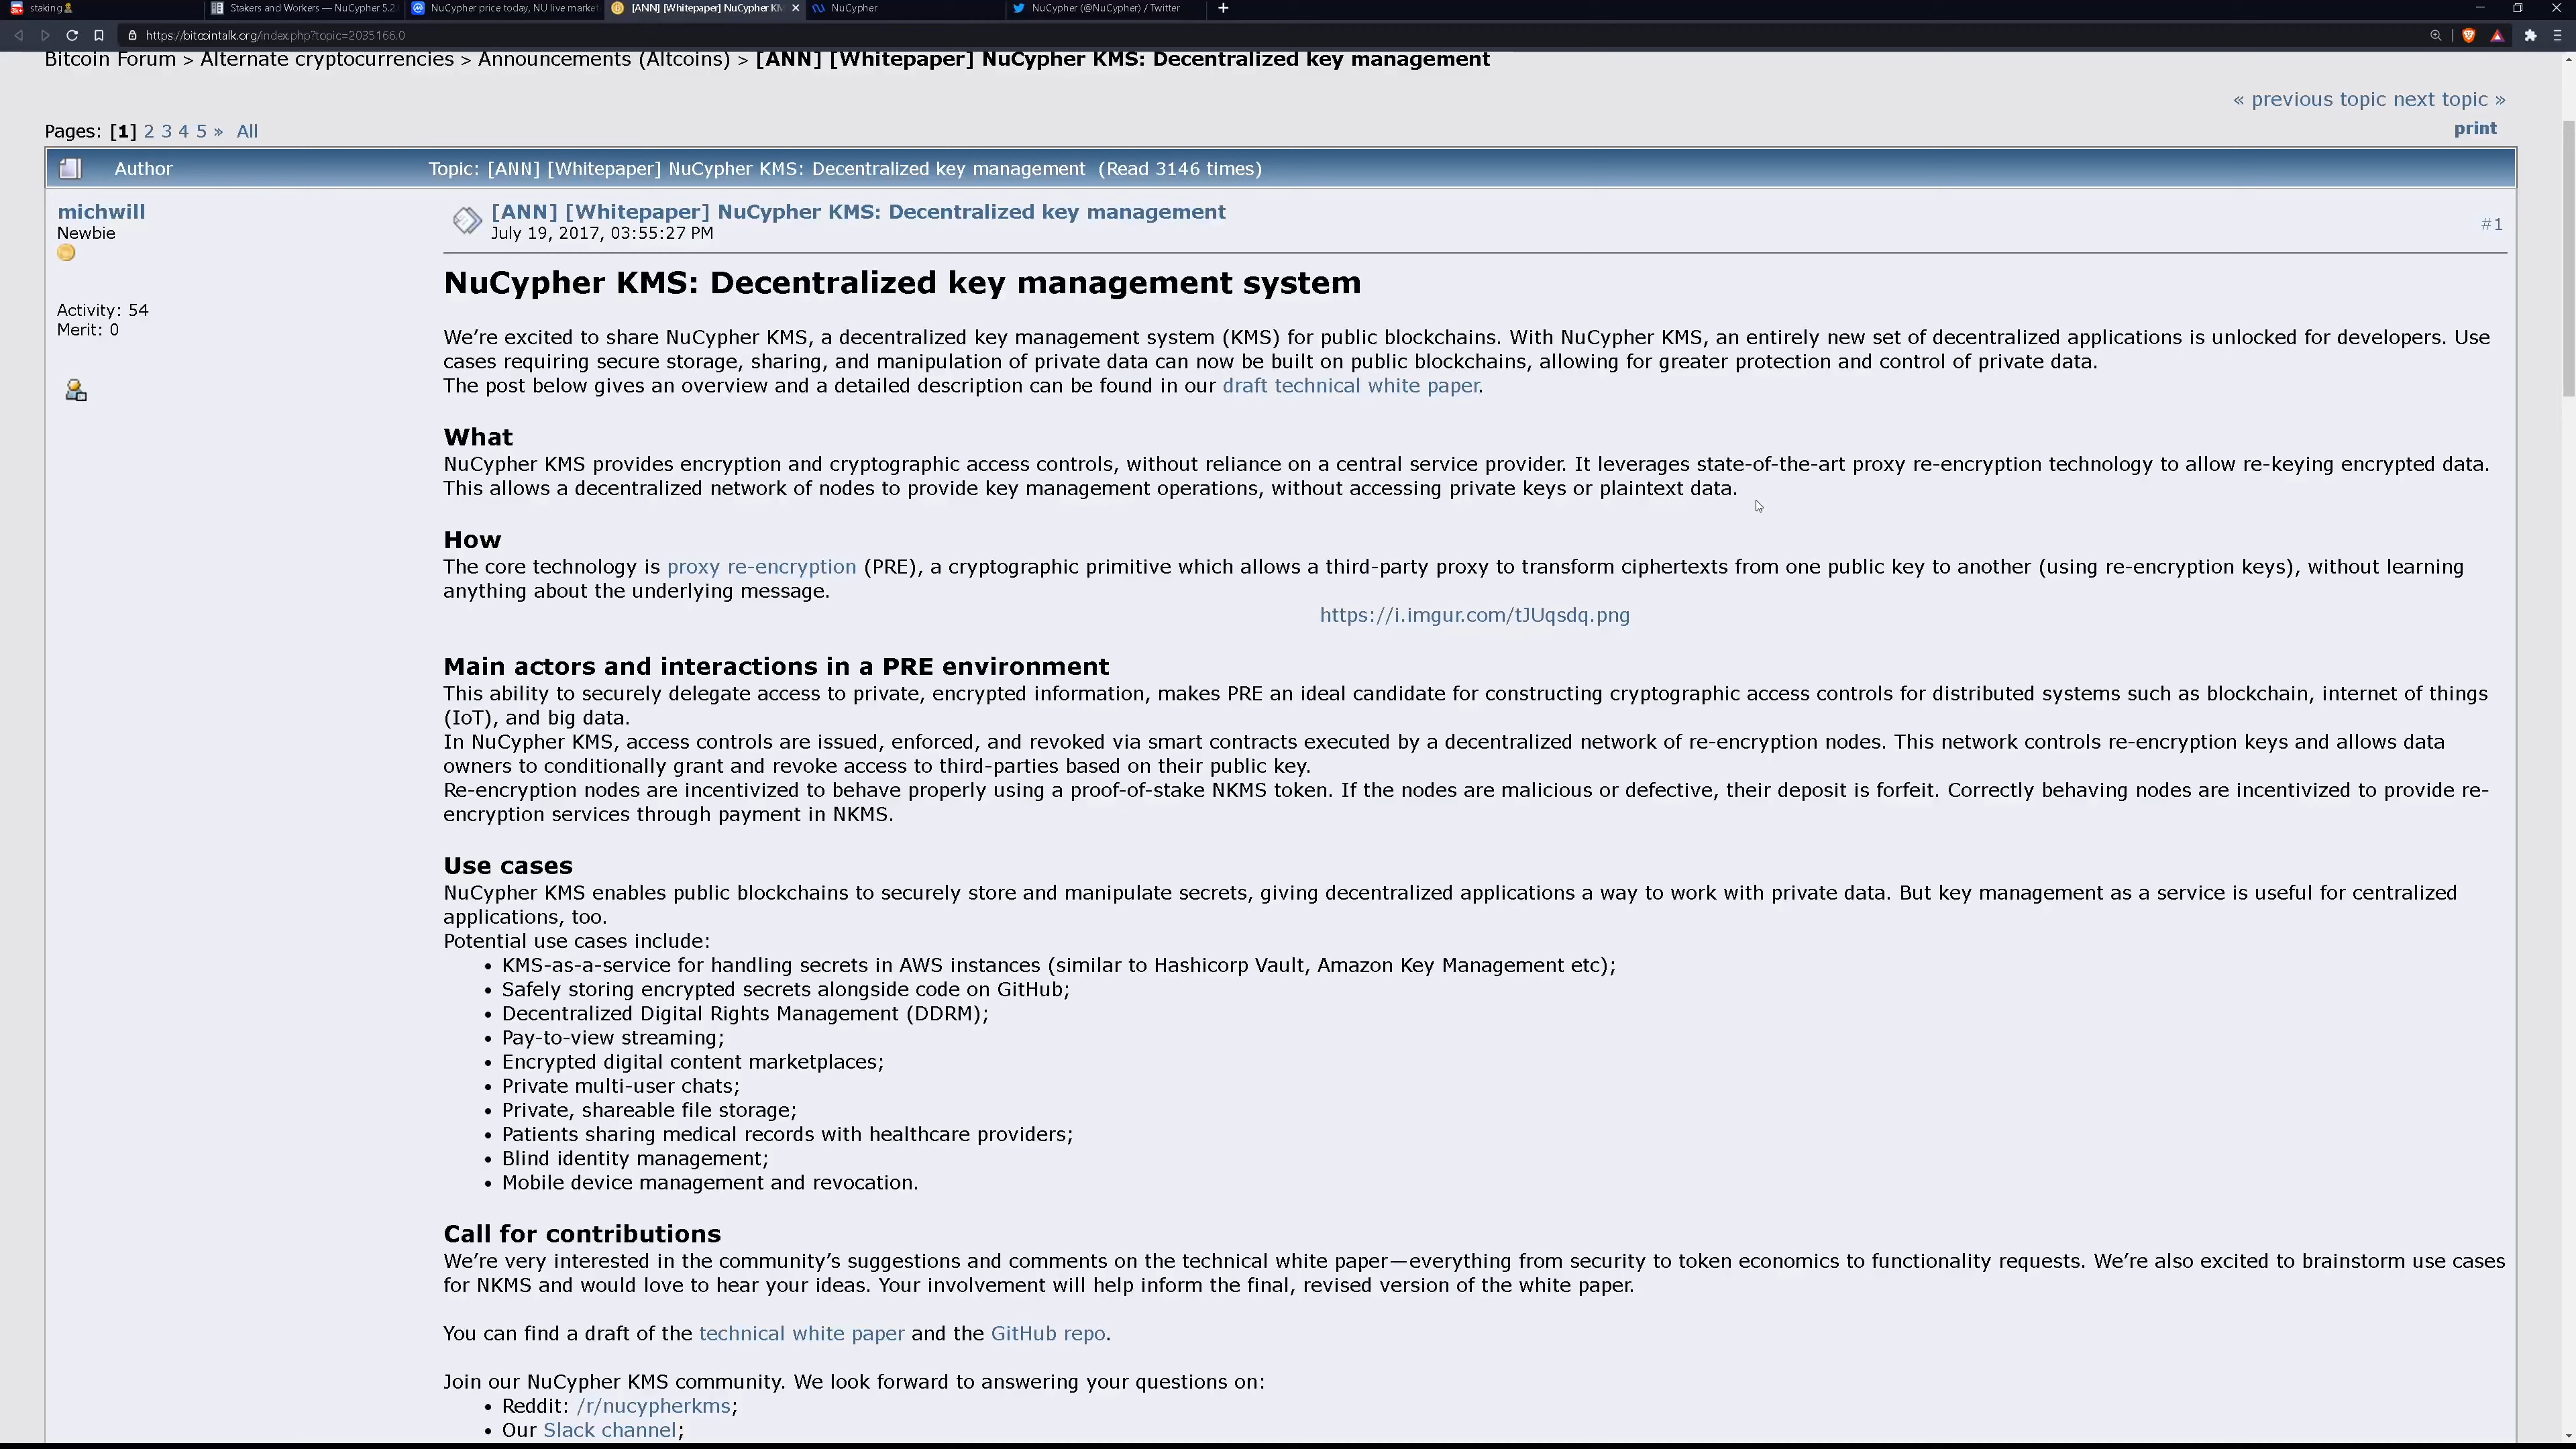 staking
Stakers and Workers — NuCypher 5.2.
NuCypher price today, NU live marke
[ANN] [Whitepaper] NuCypher KM
NuCypher
NuCypher (@NuCypher) / Twitter
https://bitcointalk.org/index.php?topic=2035166.0
Bitcoin Forum > Alternate cryptocurrencies > Announcements (Altcoins) > [ANN] [Whitepaper] NuCypher KMS: Decentralized key management
« previous topic next topic »
Pages: [1] 2 3 4 5 » All
print
Author
Topic: [ANN] [Whitepaper] NuCypher KMS: Decentralized key management (Read 3146 times)
michwill
Newbie
Activity: 54
Merit: 0
[ANN] [Whitepaper] NuCypher KMS: Decentralized key management
July 19, 2017, 03:55:27 PM
#1
NuCypher KMS: Decentralized key management system
We’re excited to share NuCypher KMS, a decentralized key management system (KMS) for public blockchains. With NuCypher KMS, an entirely new set of decentralized applications is unlocked for developers. Use
cases requiring secure storage, sharing, and manipulation of private data can now be built on public blockchains, allowing for greater protection and control of private data.
The post below gives an overview and a detailed description can be found in our draft technical white paper.
What
NuCypher KMS provides encryption and cryptographic access controls, without reliance on a central service provider. It leverages state-of-the-art proxy re-encryption technology to allow re-keying encrypted data.
This allows a decentralized network of nodes to provide key management operations, without accessing private keys or plaintext data.
How
The core technology is proxy re-encryption (PRE), a cryptographic primitive which allows a third-party proxy to transform ciphertexts from one public key to another (using re-encryption keys), without learning
anything about the underlying message.
https://i.imgur.com/tJUqsdq.png
Main actors and interactions in a PRE environment
This ability to securely delegate access to private, encrypted information, makes PRE an ideal candidate for constructing cryptographic access controls for distributed systems such as blockchain, internet of things
(IoT), and big data.
In NuCypher KMS, access controls are issued, enforced, and revoked via smart contracts executed by a decentralized network of re-encryption nodes. This network controls re-encryption keys and allows data
owners to conditionally grant and revoke access to third-parties based on their public key.
Re-encryption nodes are incentivized to behave properly using a proof-of-stake NKMS token. If the nodes are malicious or defective, their deposit is forfeit. Correctly behaving nodes are incentivized to provide re-
encryption services through payment in NKMS.
Use cases
NuCypher KMS enables public blockchains to securely store and manipulate secrets, giving decentralized applications a way to work with private data. But key management as a service is useful for centralized
applications, too.
Potential use cases include:
• KMS-as-a-service for handling secrets in AWS instances (similar to Hashicorp Vault, Amazon Key Management etc);
• Safely storing encrypted secrets alongside code on GitHub;
• Decentralized Digital Rights Management (DDRM);
• Pay-to-view streaming;
• Encrypted digital content marketplaces;
• Private multi-user chats;
• Private, shareable file storage;
• Patients sharing medical records with healthcare providers;
• Blind identity management;
• Mobile device management and revocation.
Call for contributions
We’re very interested in the community’s suggestions and comments on the technical white paper—everything from security to token economics to functionality requests. We’re also excited to brainstorm use cases
for NKMS and would love to hear your ideas. Your involvement will help inform the final, revised version of the white paper.
You can find a draft of the technical white paper and the GitHub repo.
Join our NuCypher KMS community. We look forward to answering your questions on:
• Reddit: /r/nucypherkms;
• Our Slack channel;